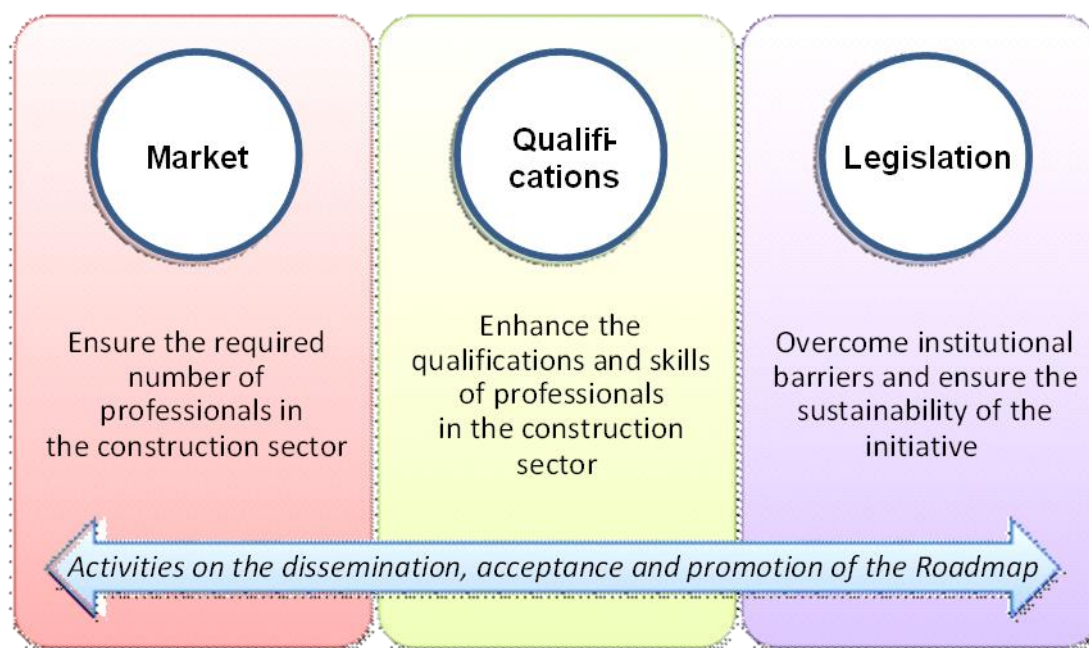 Market
Ensure the required
number of
professionals in
the construction sector
Qualifi-
cations
Enhance the
qualifications and skills
of professionals
in the construction
sector
Legislation
Overcome institutional
barriers and ensure the
sustainability of the
initiative
Activities on the dissemination, acceptance and promotion of the Roadmap